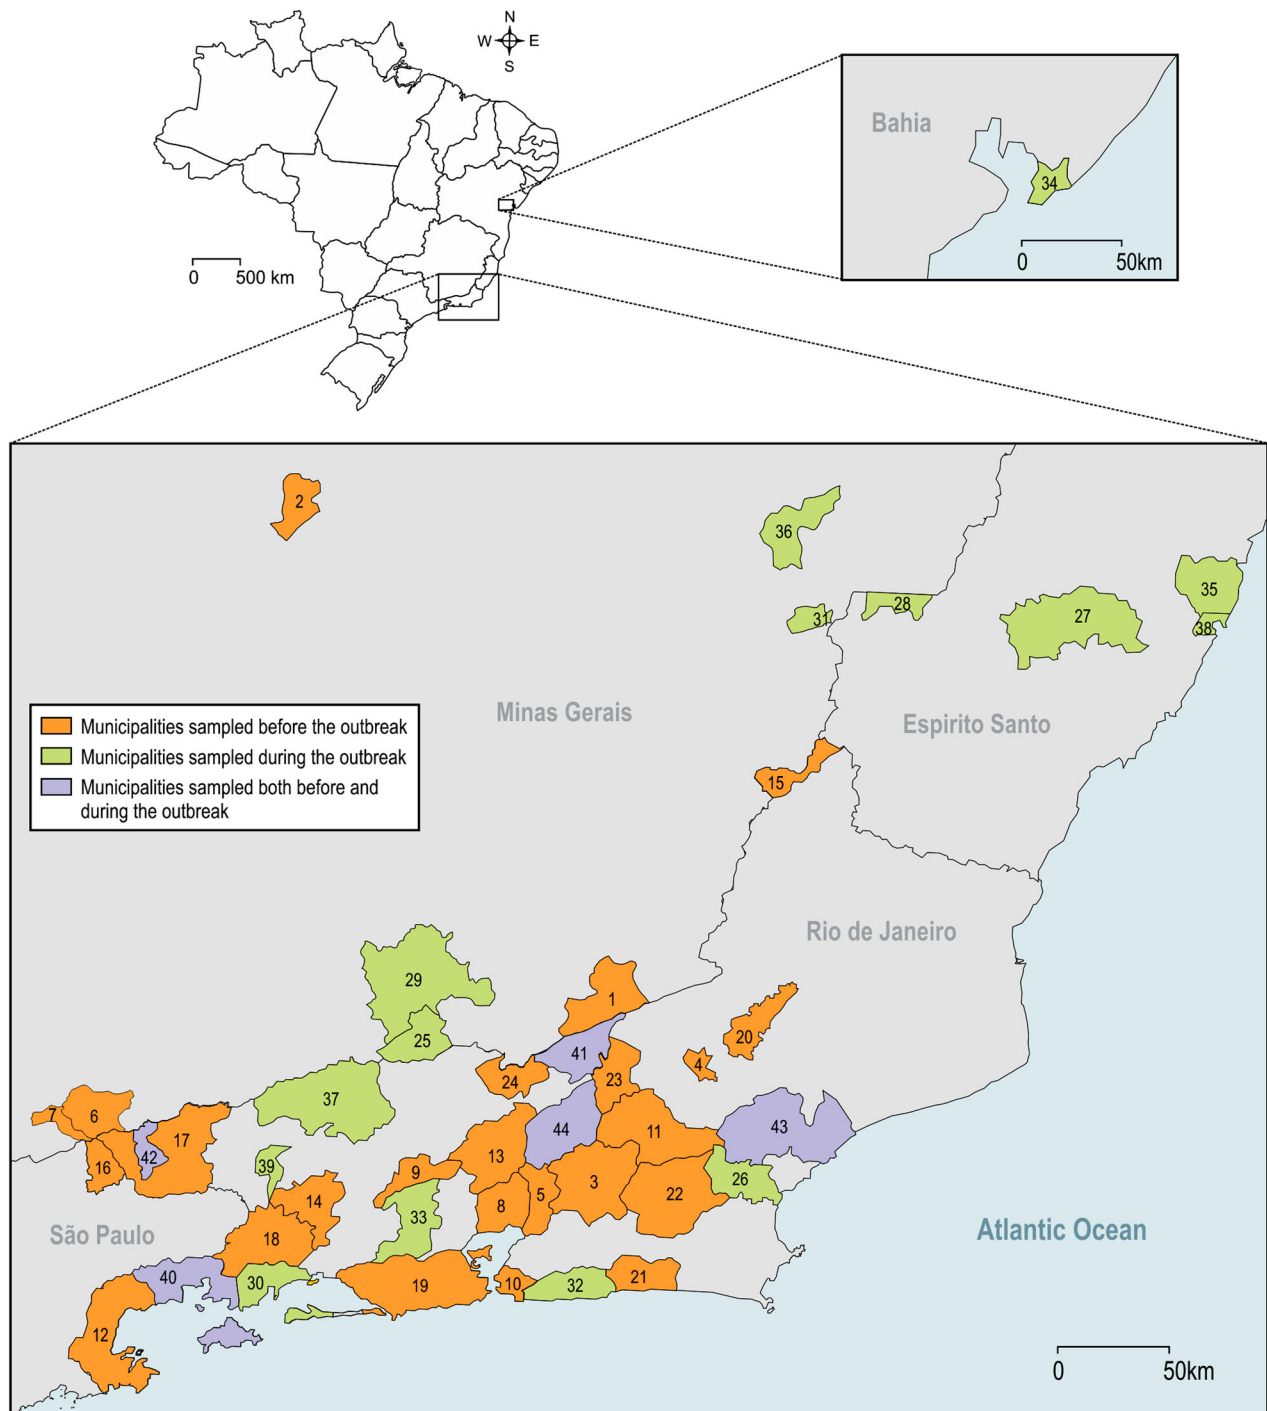 N
W E
S
0 500 km
Bahia
34
0 50km
2
36
28
31
27
35
38
Minas Gerais
Espirito Santo
Municipalities sampled before the outbreak
Municipalities sampled during the outbreak
Municipalities sampled both before and
during the outbreak
15
Rio de Janeiro
29
1
25
41
20
24
23
4
37
7
6
17
44
11
43
16
42
13
39
9
26
14
8
5
3
22
33
São Paulo
18
Atlantic Ocean
40
30
19
10
32
21
12
0 50km